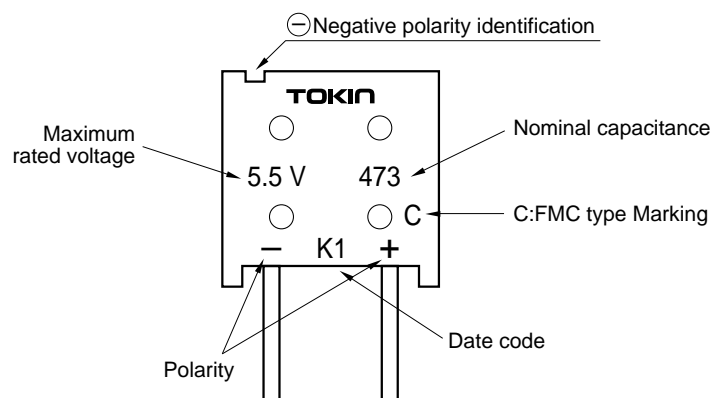 ⊖Negative polarity identification
TOKIN
Maximum
rated voltage
5.5 V
473
Nominal capacitance
C
C:FMC type Marking
− K1 +
Polarity
Date code